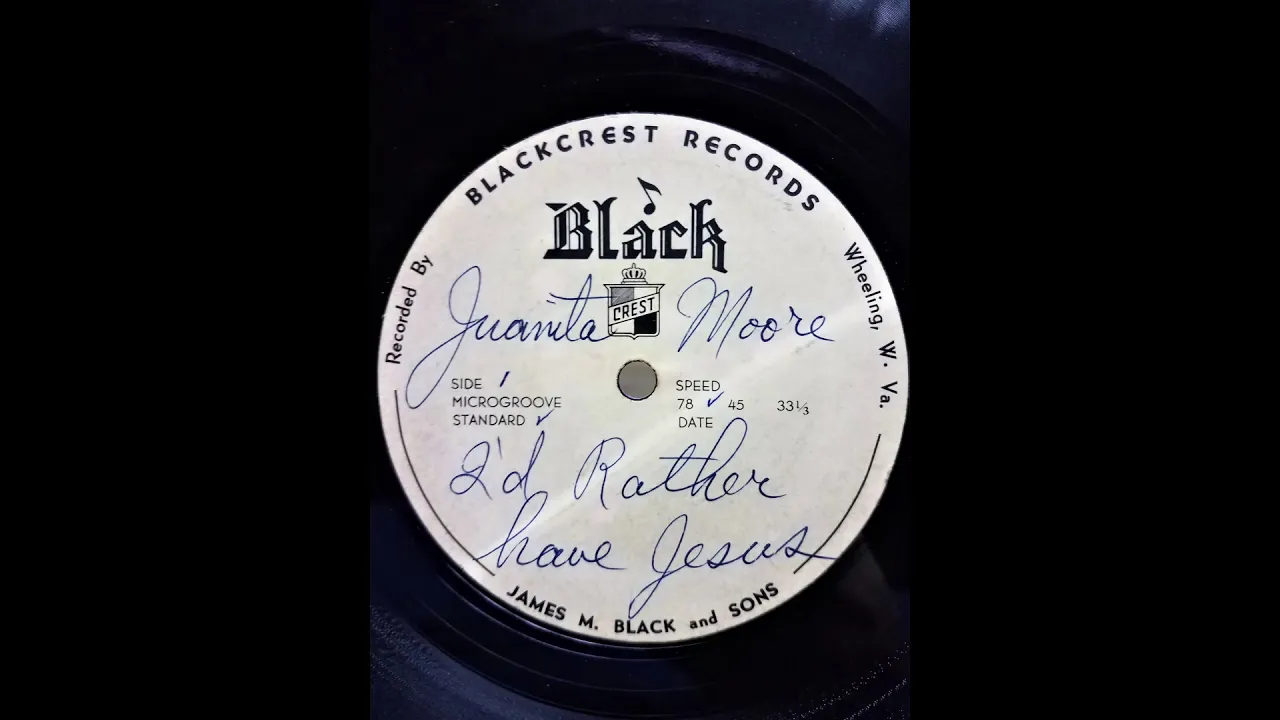 BLACKCREST RECORDS
Black
CREST
Recorded By
Wheeling, W. Va.
Juanita Moore
SIDE 1 SPEED
MICROGROOVE 78 ✓ 45 33⅓
STANDARD ✓ DATE
I'd Rather
have Jesus
JAMES M. BLACK and SONS